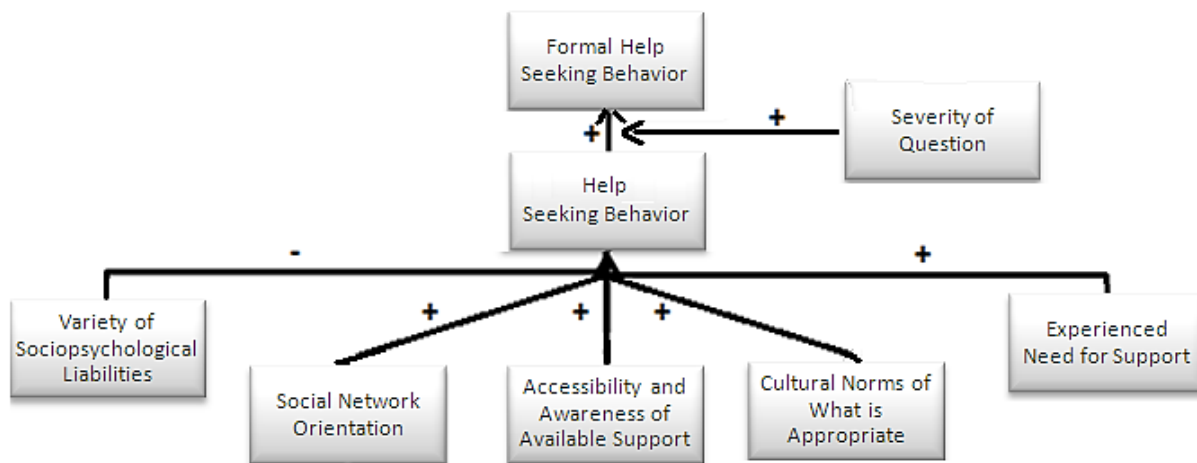 Formal Help
Seeking Behavior
+
+
Severity of
Question
Help
Seeking Behavior
-
+
+
+
+
Variety of
Sociopsychological
Liabilities
Social Network
Orientation
Accessibility and
Awareness of
Available Support
Cultural Norms of
What is
Appropriate
Experienced
Need for Support